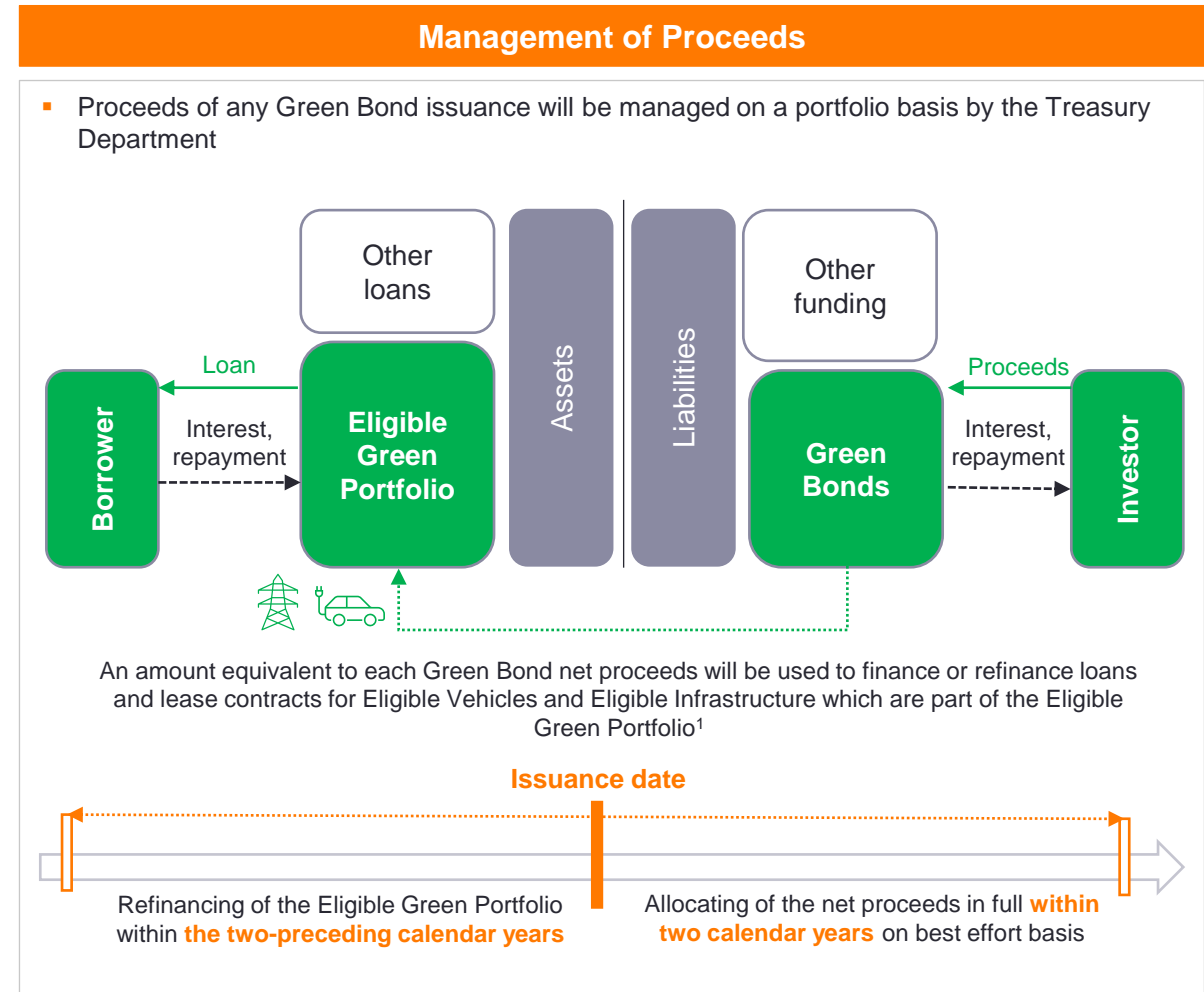 Management of Proceeds
▪ Proceeds of any Green Bond issuance will be managed on a portfolio basis by the Treasury
Department
Other
loans
Assets
Liabilities
Other
funding
Borrower
Loan
Interest,
repayment
Eligible
Green
Portfolio
Green
Bonds
Proceeds
Interest,
repayment
Investor
An amount equivalent to each Green Bond net proceeds will be used to finance or refinance loans
and lease contracts for Eligible Vehicles and Eligible Infrastructure which are part of the Eligible
Green Portfolio¹
Issuance date
Refinancing of the Eligible Green Portfolio
within the two-preceding calendar years
Allocating of the net proceeds in full within
two calendar years on best effort basis